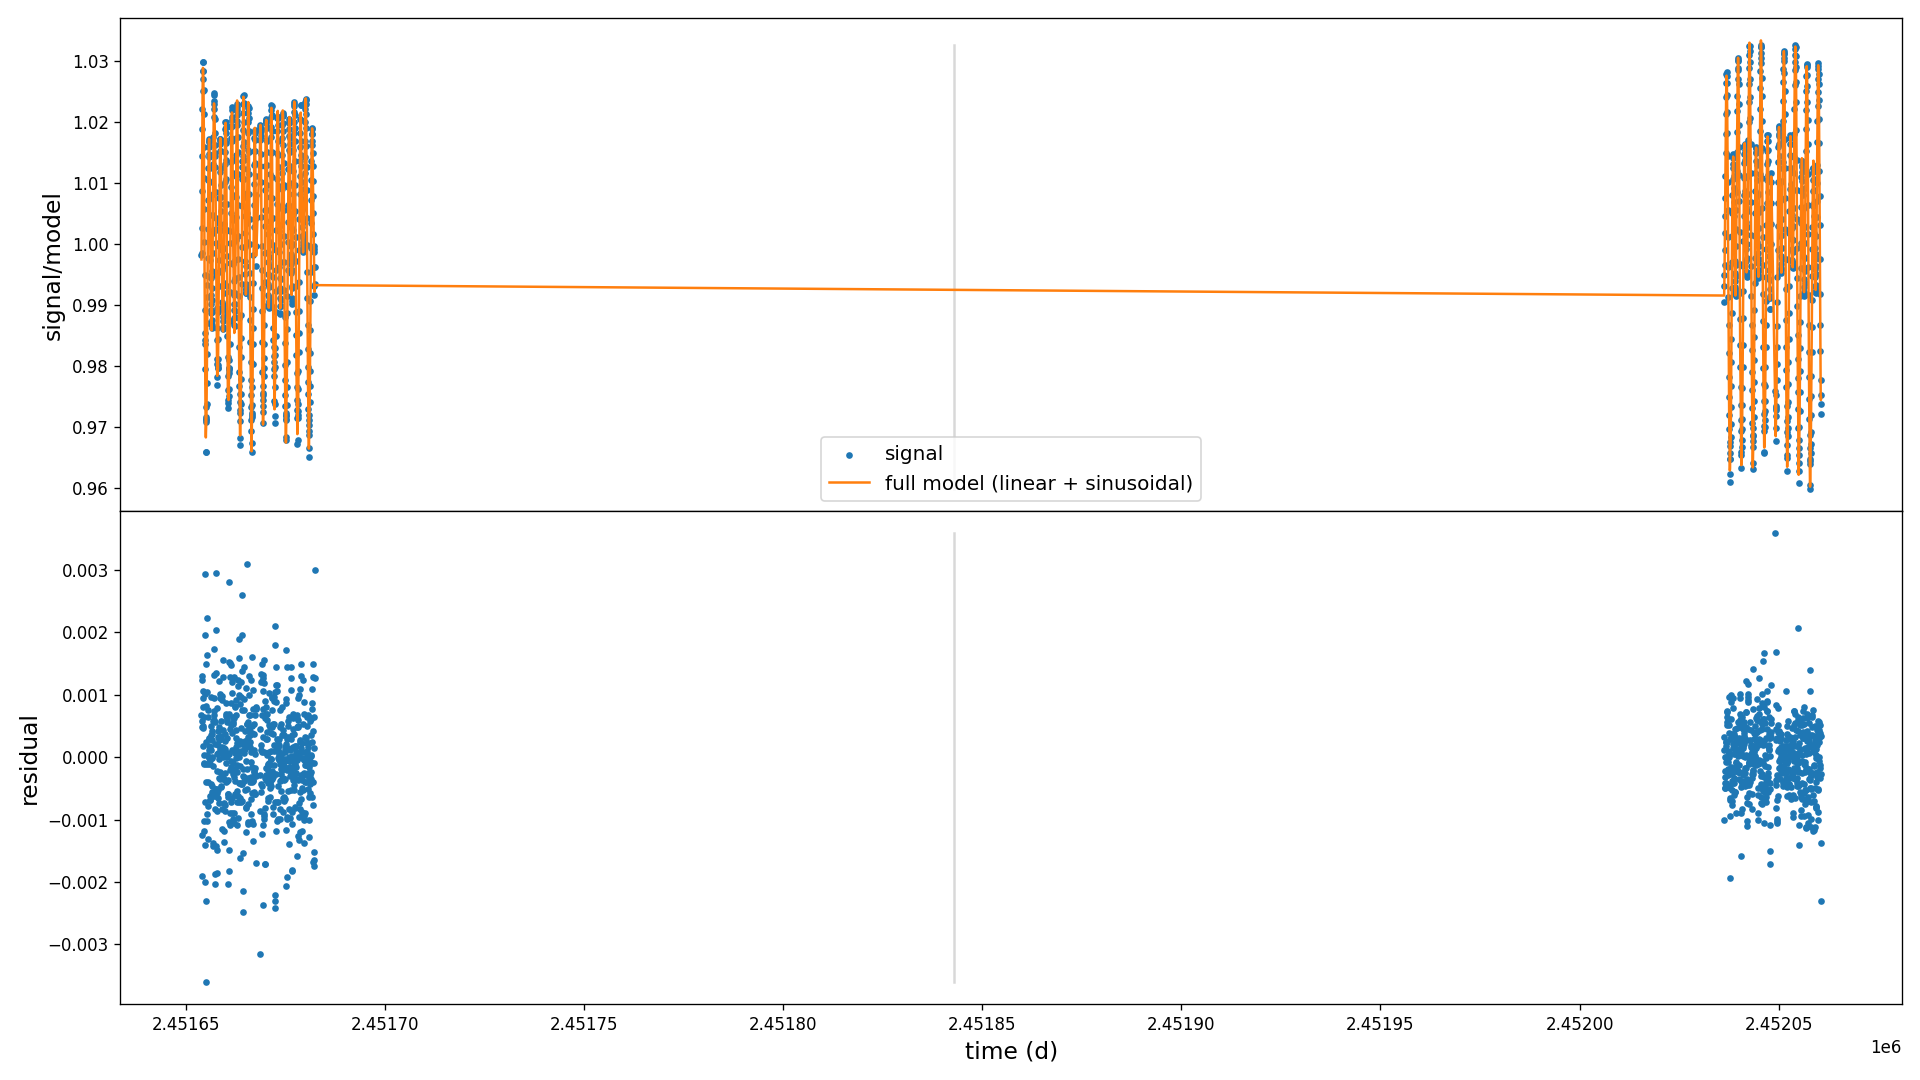 1.03
1.02
1.01
1.00
0.99
0.98
0.97
0.96
signal/model
signal
full model (linear + sinusoidal)
0.003
0.002
0.001
0.000
−0.001
−0.002
−0.003
residual
2.45165 2.45170 2.45175 2.45180 2.45185 2.45190 2.45195 2.45200 2.45205
1e6
time (d)